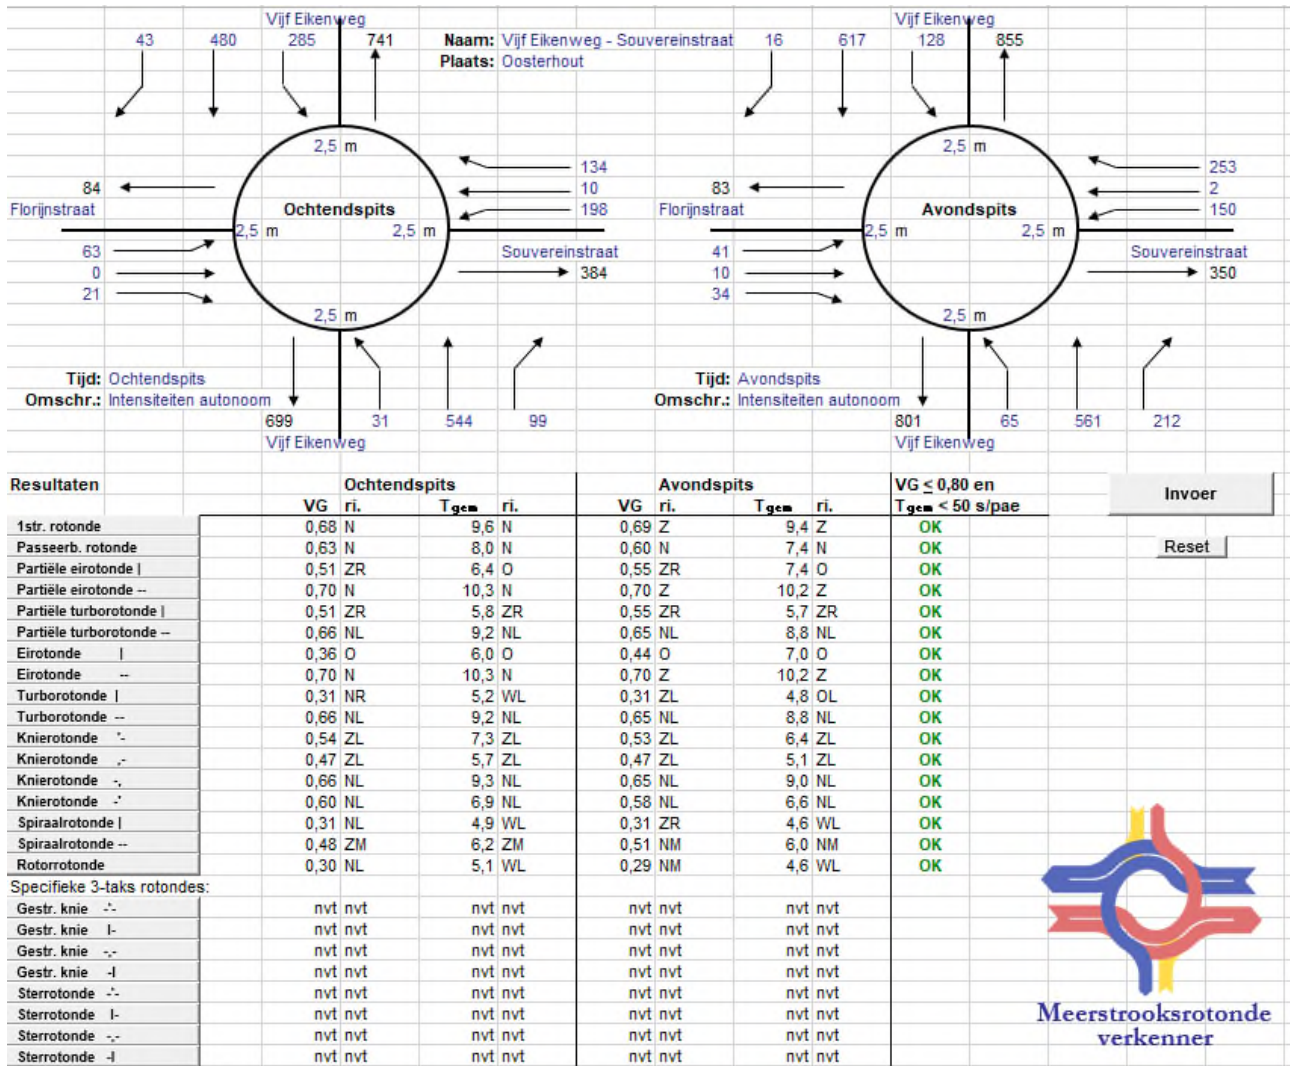 Vijf Eikenweg Vijf Eikenweg
43 480 285 741 Naam: Vijf Eikenweg - Souvereinstraat 16 617 128 855
Plaats: Oosterhout
2,5 m 2,5 m
134 253
84 10 83 2
Florijnstraat Ochtendspits 198 Florijnstraat Avondspits 150
2,5 m 2,5 m 2,5 m 2,5 m
63 Souvereinstraat 41 Souvereinstraat
0 384 10 350
21 34
2,5 m 2,5 m
Tijd: Ochtendspits Tijd: Avondspits
Omschr.: Intensiteiten autonoom Omschr.: Intensiteiten autonoom
699 31 544 99 801 65 561 212
Vijf Eikenweg Vijf Eikenweg
Resultaten Ochtendspits Avondspits VG ≤ 0,80 en
VG ri. Tgem ri. VG ri. Tgem ri. Tgem < 50 s/pae
Invoer
1str. rotonde 0,68 N 9,6 N 0,69 Z 9,4 Z OK
Passeerb. rotonde 0,63 N 8,0 N 0,60 N 7,4 N OK
Reset
Partiële eirotonde | 0,51 ZR 6,4 O 0,55 ZR 7,4 O OK
Partiële eirotonde -- 0,70 N 10,3 N 0,70 Z 10,2 Z OK
Partiële turborotonde | 0,51 ZR 5,8 ZR 0,55 ZR 5,7 ZR OK
Partiële turborotonde -- 0,66 NL 9,2 NL 0,65 NL 8,8 NL OK
Eirotonde | 0,36 O 6,0 O 0,44 O 7,0 O OK
Eirotonde -- 0,70 N 10,3 N 0,70 Z 10,2 Z OK
Turborotonde | 0,31 NR 5,2 WL 0,31 ZL 4,8 OL OK
Turborotonde -- 0,66 NL 9,2 NL 0,65 NL 8,8 NL OK
Knierotonde '- 0,54 ZL 7,3 ZL 0,53 ZL 6,4 ZL OK
Knierotonde ,- 0,47 ZL 5,7 ZL 0,47 ZL 5,1 ZL OK
Knierotonde -, 0,66 NL 9,3 NL 0,65 NL 9,0 NL OK
Knierotonde -' 0,60 NL 6,9 NL 0,58 NL 6,6 NL OK
Spiraalrotonde | 0,31 NL 4,9 WL 0,31 ZR 4,6 WL OK
Spiraalrotonde -- 0,48 ZM 6,2 ZM 0,51 NM 6,0 NM OK
Rotorrotonde 0,30 NL 5,1 WL 0,29 NM 4,6 WL OK
Specifieke 3-taks rotondes:
Gestr. knie -'- nvt nvt nvt nvt nvt nvt nvt nvt
Gestr. knie I- nvt nvt nvt nvt nvt nvt nvt nvt
Gestr. knie -,- nvt nvt nvt nvt nvt nvt nvt nvt
Gestr. knie -I nvt nvt nvt nvt nvt nvt nvt nvt
Sterrotonde -'- nvt nvt nvt nvt nvt nvt nvt nvt
Sterrotonde I- nvt nvt nvt nvt nvt nvt nvt nvt
Sterrotonde -,- nvt nvt nvt nvt nvt nvt nvt nvt
Sterrotonde -I nvt nvt nvt nvt nvt nvt nvt nvt
Meerstrooksrotonde
verkenner